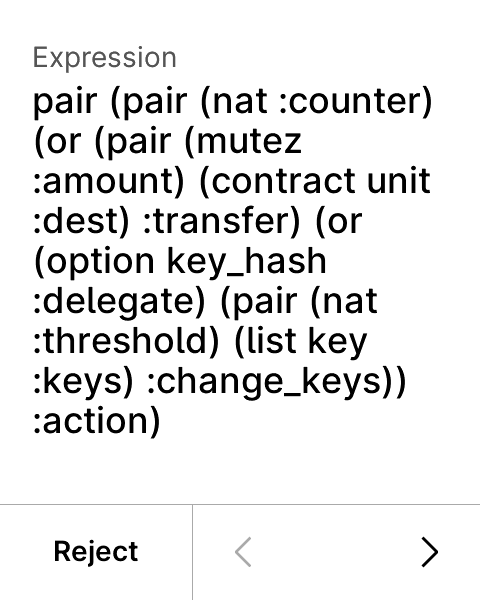 Expression
pair (pair (nat :counter)
(or (pair (mutez
:amount) (contract unit
:dest) :transfer) (or
(option key_hash
:delegate) (pair (nat
:threshold) (list key
:keys) :change_keys))
:action)
Reject